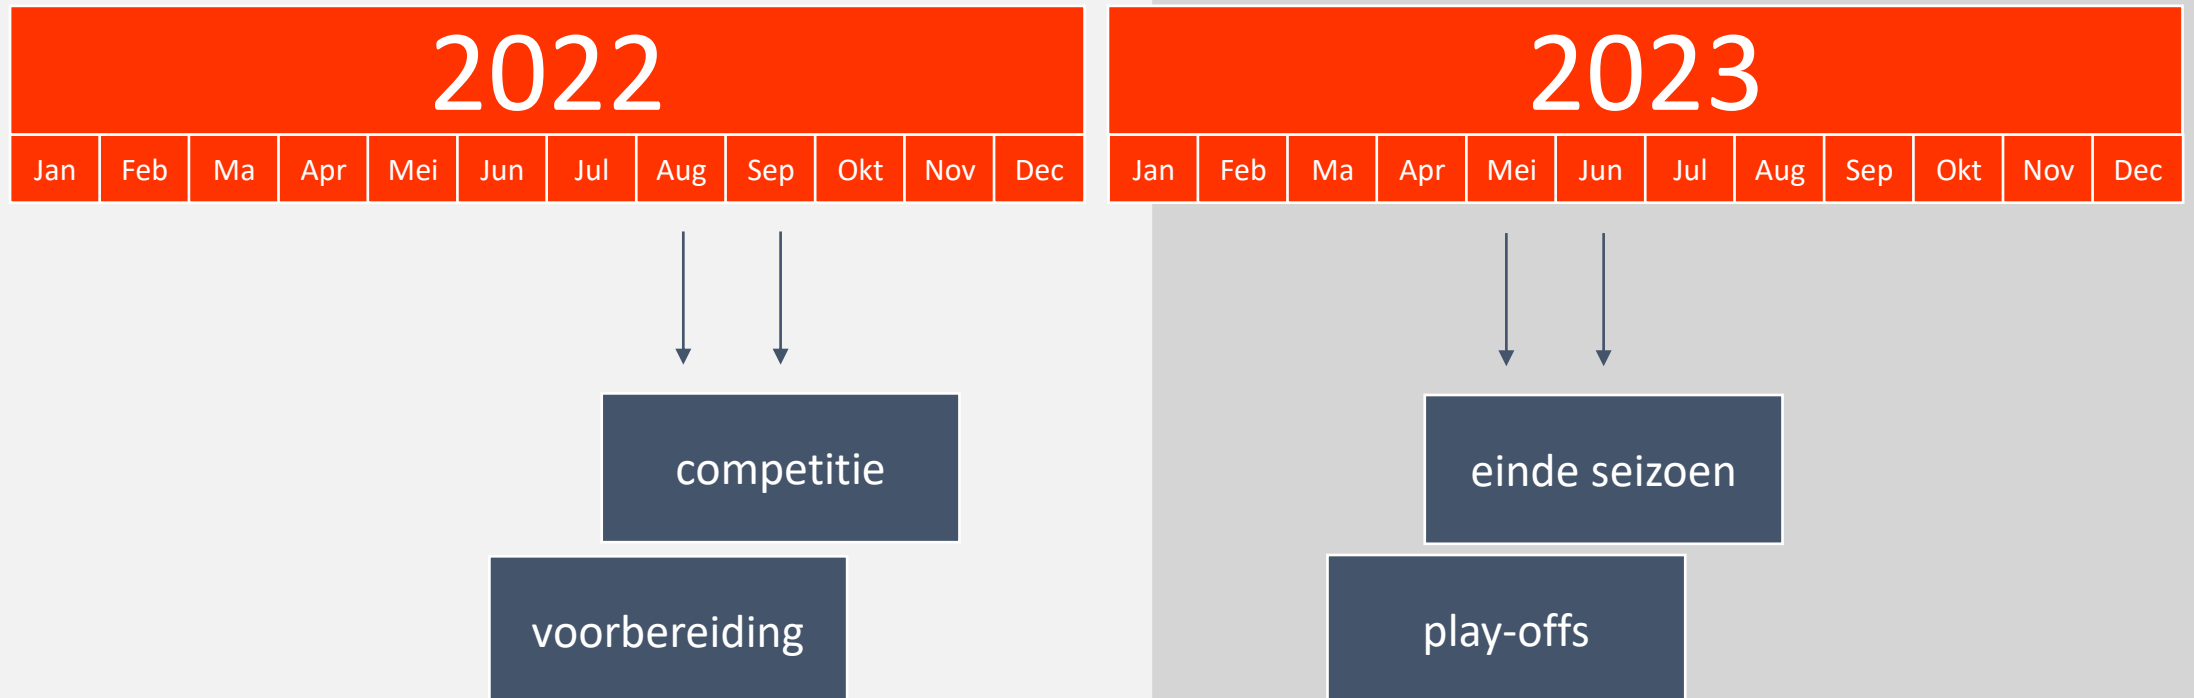 2022 2023
Jan Feb Ma Apr Mei Jun Jul Aug Sep Okt Nov Dec Jan Feb Ma Apr Mei Jun Jul Aug Sep Okt Nov Dec
competitie einde seizoen
voorbereiding play-offs